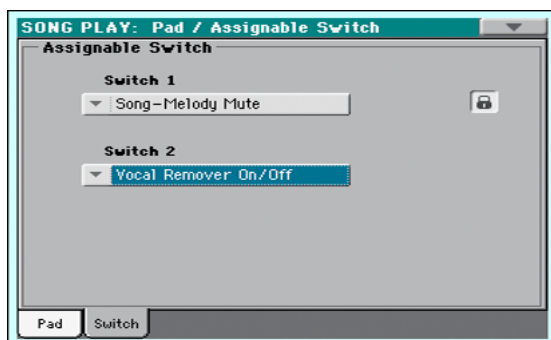 SONG PLAY: Pad / Assignable Switch
Assignable Switch
Switch 1
Song-Melody Mute
Switch 2
Vocal Remover On/Off
Pad Switch